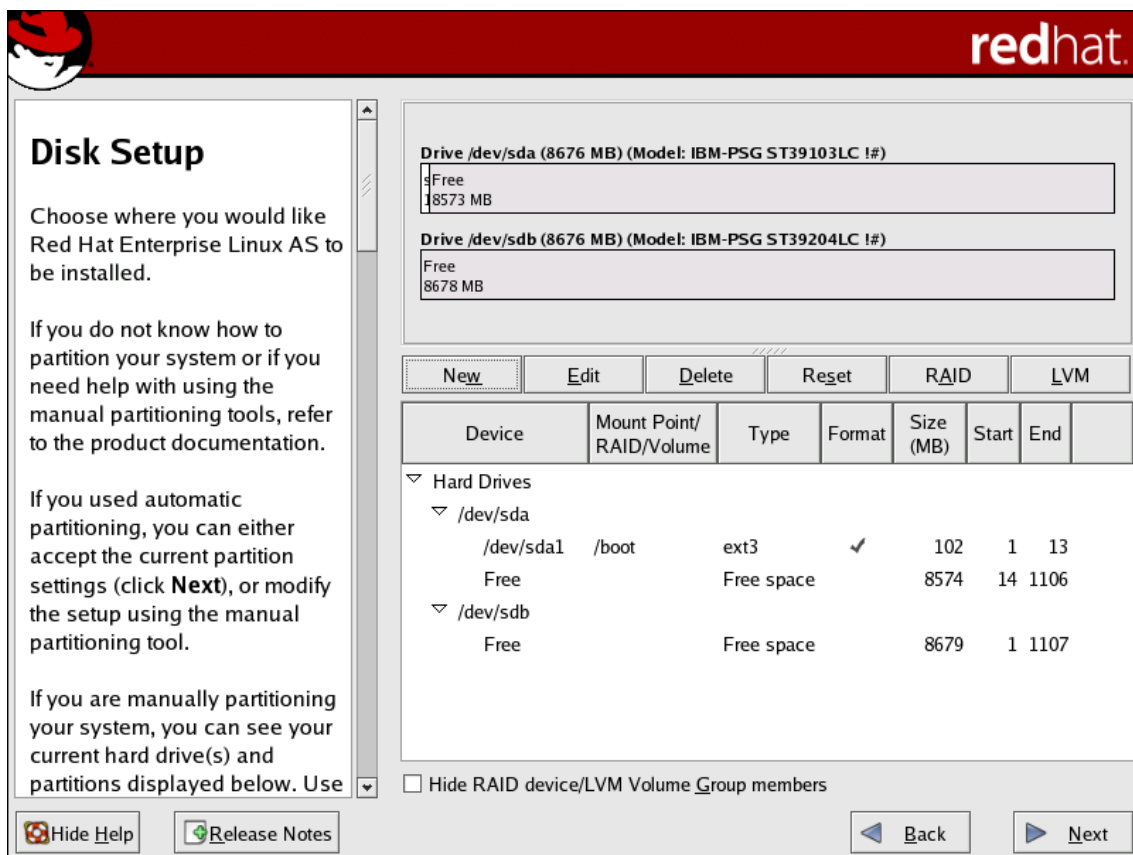 redhat.
Disk Setup
Choose where you would like
Red Hat Enterprise Linux AS to
be installed.
If you do not know how to
partition your system or if you
need help with using the
manual partitioning tools, refer
to the product documentation.
If you used automatic
partitioning, you can either
accept the current partition
settings (click Next), or modify
the setup using the manual
partitioning tool.
If you are manually partitioning
your system, you can see your
current hard drive(s) and
partitions displayed below. Use
Drive /dev/sda (8676 MB) (Model: IBM-PSG ST39103LC !#)
s Free
1 8573 MB
Drive /dev/sdb (8676 MB) (Model: IBM-PSG ST39204LC !#)
Free
8678 MB
New Edit Delete Reset RAID LVM
Device Mount Point/ RAID/Volume Type Format Size (MB) Start End
Hard Drives
/dev/sda
/dev/sda1 /boot ext3 102 1 13
Free Free space 8574 14 1106
/dev/sdb
Free Free space 8679 1 1107
Hide RAID device/LVM Volume Group members
Hide Help Release Notes Back Next